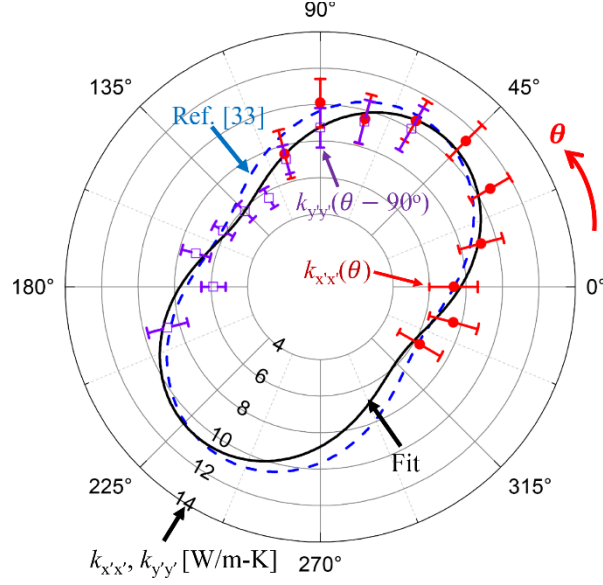 90°
135°
45°
Ref. [33]
θ
k_y'y'(θ − 90°)
k_x'x'(θ)
180°
0°
4
6
8
10
12
14
Fit
225°
315°
k_x'x', k_y'y' [W/m-K]
270°